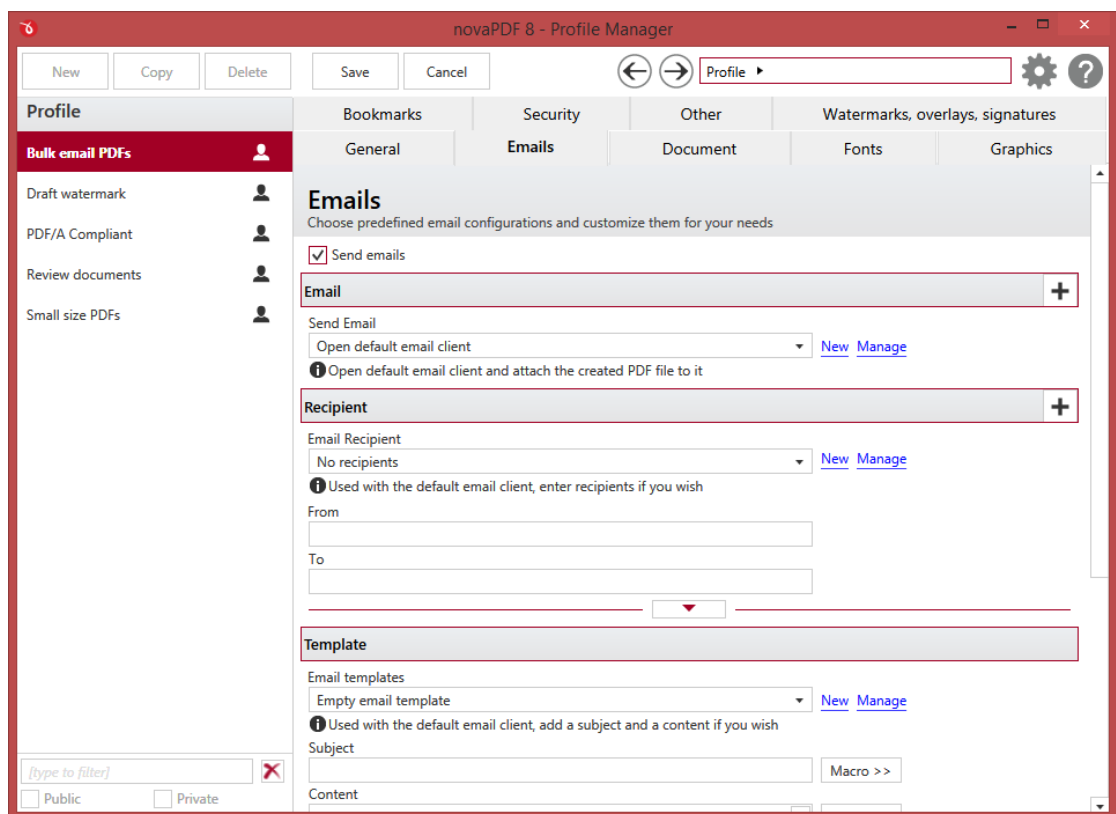 novaPDF 8 - Profile Manager
New Copy Delete Save Cancel Profile
Profile
Bulk email PDFs
Draft watermark
PDF/A Compliant
Review documents
Small size PDFs
[type to filter]
Public Private
Bookmarks Security Other Watermarks, overlays, signatures
General Emails Document Fonts Graphics
Emails
Choose predefined email configurations and customize them for your needs
Send emails
Email
Send Email
Open default email client New Manage
Open default email client and attach the created PDF file to it
Recipient
Email Recipient
No recipients New Manage
Used with the default email client, enter recipients if you wish
From
To
Template
Email templates
Empty email template New Manage
Used with the default email client, add a subject and a content if you wish
Subject
Macro >>
Content